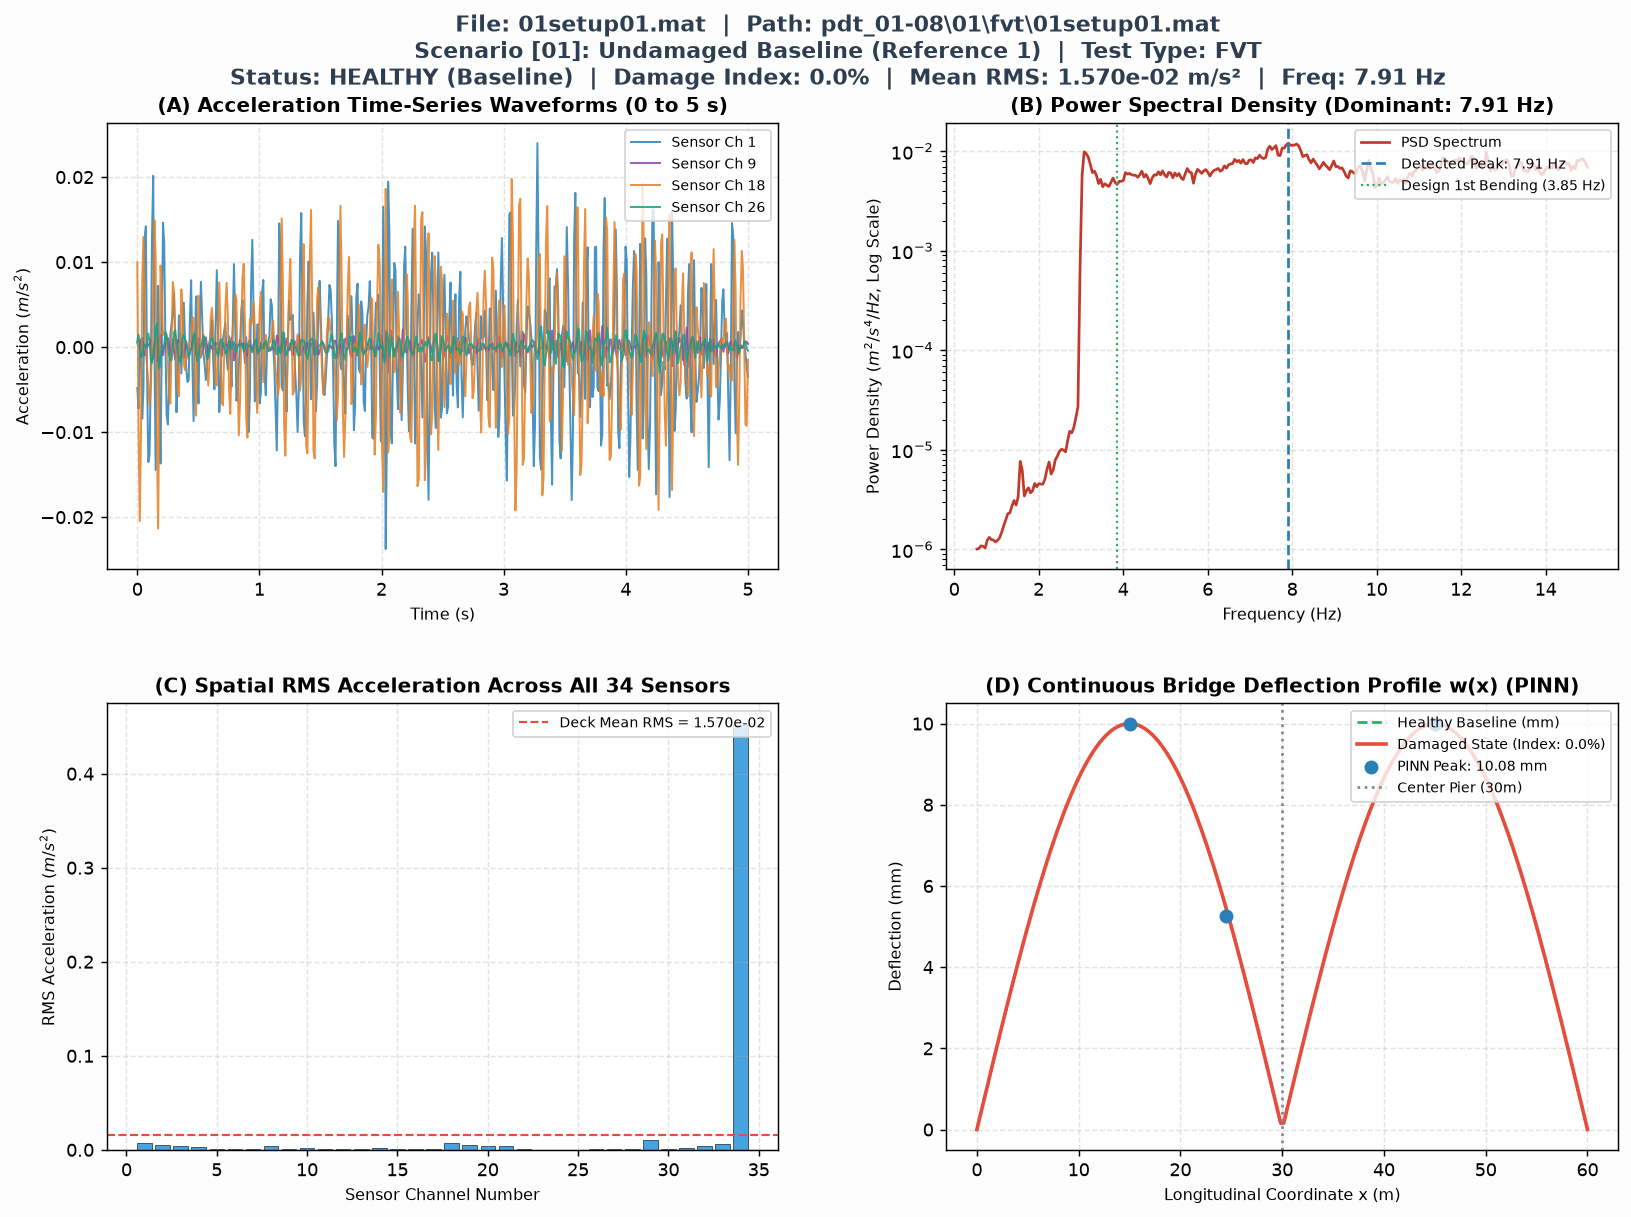 File: 01setup01.mat  |  Path: pdt_01-08\01\fvt\01setup01.mat
Scenario [01]: Undamaged Baseline (Reference 1)  |  Test Type: FVT
Status: HEALTHY (Baseline)  |  Damage Index: 0.0%  |  Mean RMS: 1.570e-02 m/s²  |  Freq: 7.91 Hz
(A) Acceleration Time-Series Waveforms (0 to 5 s)
Sensor Ch 1
Sensor Ch 9
Sensor Ch 18
Sensor Ch 26
Acceleration (m/s²)
0.02
0.01
0.00
−0.01
−0.02
0 1 2 3 4 5
Time (s)
(B) Power Spectral Density (Dominant: 7.91 Hz)
PSD Spectrum
Detected Peak: 7.91 Hz
Design 1st Bending (3.85 Hz)
Power Density (m²/s⁴/Hz, Log Scale)
10⁻²
10⁻³
10⁻⁴
10⁻⁵
10⁻⁶
0 2 4 6 8 10 12 14
Frequency (Hz)
(C) Spatial RMS Acceleration Across All 34 Sensors
Deck Mean RMS = 1.570e-02
RMS Acceleration (m/s²)
0.4
0.3
0.2
0.1
0.0
0 5 10 15 20 25 30 35
Sensor Channel Number
(D) Continuous Bridge Deflection Profile w(x) (PINN)
Healthy Baseline (mm)
Damaged State (Index: 0.0%)
PINN Peak: 10.08 mm
Center Pier (30m)
Deflection (mm)
10
8
6
4
2
0
0 10 20 30 40 50 60
Longitudinal Coordinate x (m)